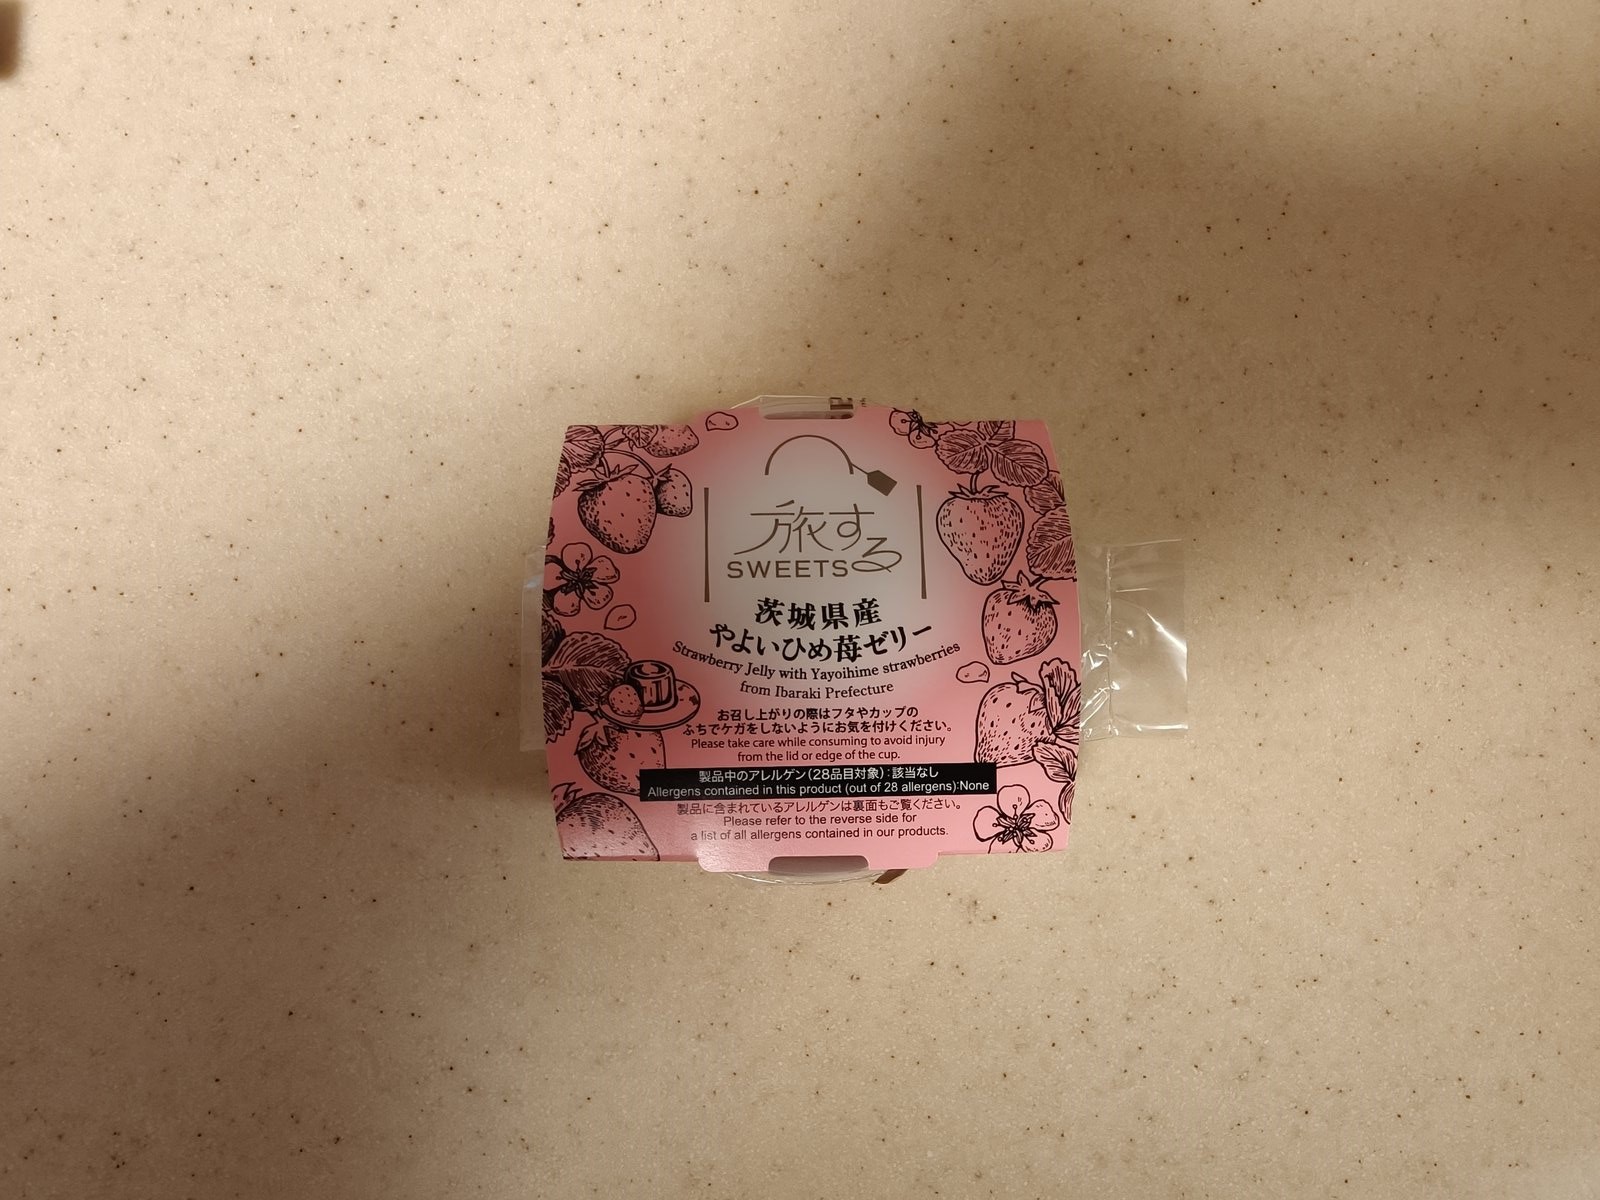 旅する
SWEETS
茨城県産
やよいひめ苺ゼリー
Strawberry Jelly with Yayoihime strawberries
from Ibaraki Prefecture
お召し上がりの際はフタやカップの
ふちでケガをしないようにお気を付けください。
Please take care while consuming to avoid injury
from the lid or edge of the cup.
製品中のアレルゲン(28品目対象):該当なし
Allergens contained in this product (out of 28 allergens):None
製品に含まれているアレルゲンは裏面もご覧ください。
Please refer to the reverse side for
a list of all allergens contained in our products.